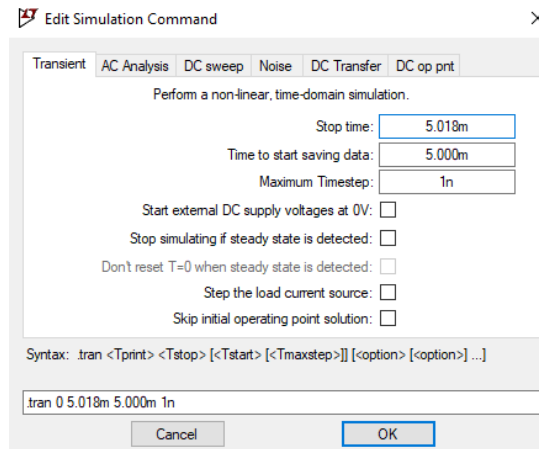 Edit Simulation Command
Transient AC Analysis DC sweep Noise DC Transfer DC op pnt
Perform a non-linear, time-domain simulation.
Stop time: 5.018m
Time to start saving data: 5.000m
Maximum Timestep: 1n
Start external DC supply voltages at 0V:
Stop simulating if steady state is detected:
Don't reset T=0 when steady state is detected:
Step the load current source:
Skip initial operating point solution:
Syntax: .tran <Tprint> <Tstop> [<Tstart> [<Tmaxstep>]] [<option> [<option>] ...]
.tran 0 5.018m 5.000m 1n
Cancel OK